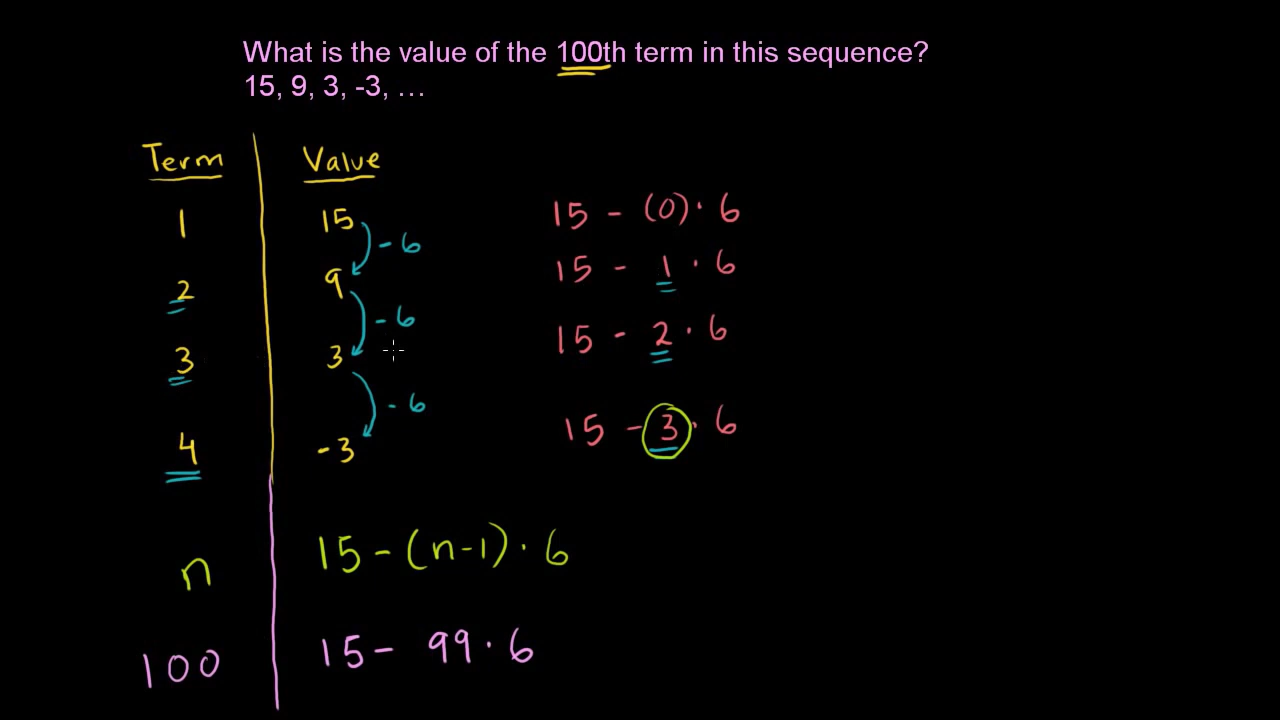 What is the value of the 100th term in this sequence?
15, 9, 3, -3, …
Term Value
1 15 15 - (0) · 6
-6
2 9 15 - 1 · 6
-6
3 3 15 - 2 · 6
-6
4 -3 15 - 3 · 6
n 15 - (n-1) · 6
100 15 - 99 · 6